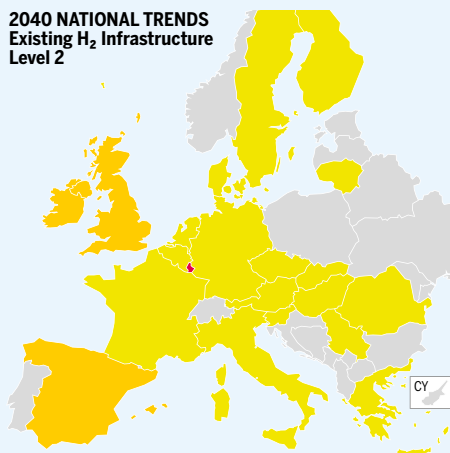 2040 NATIONAL TRENDS
Existing H₂ Infrastructure
Level 2
CY